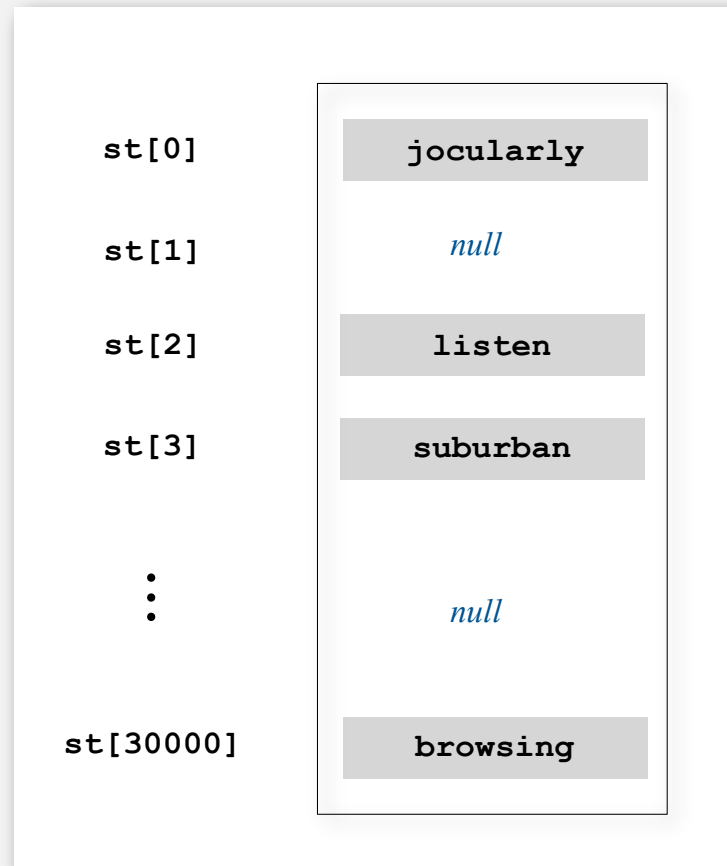 st[0] jocularly
st[1] null
st[2] listen
st[3] suburban
⋮ null
st[30000] browsing